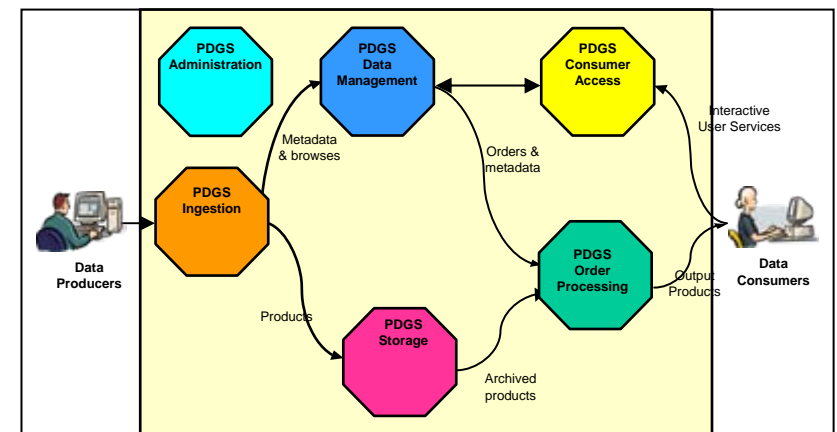 PDGS
Administration
PDGS
Data
Management
PDGS
Consumer
Access
Interactive
User Services
Metadata
& browses
Orders &
metadata
PDGS
Ingestion
Data
Producers
PDGS
Order
Processing
Output
Products
Data
Consumers
Products
PDGS
Storage
Archived
products